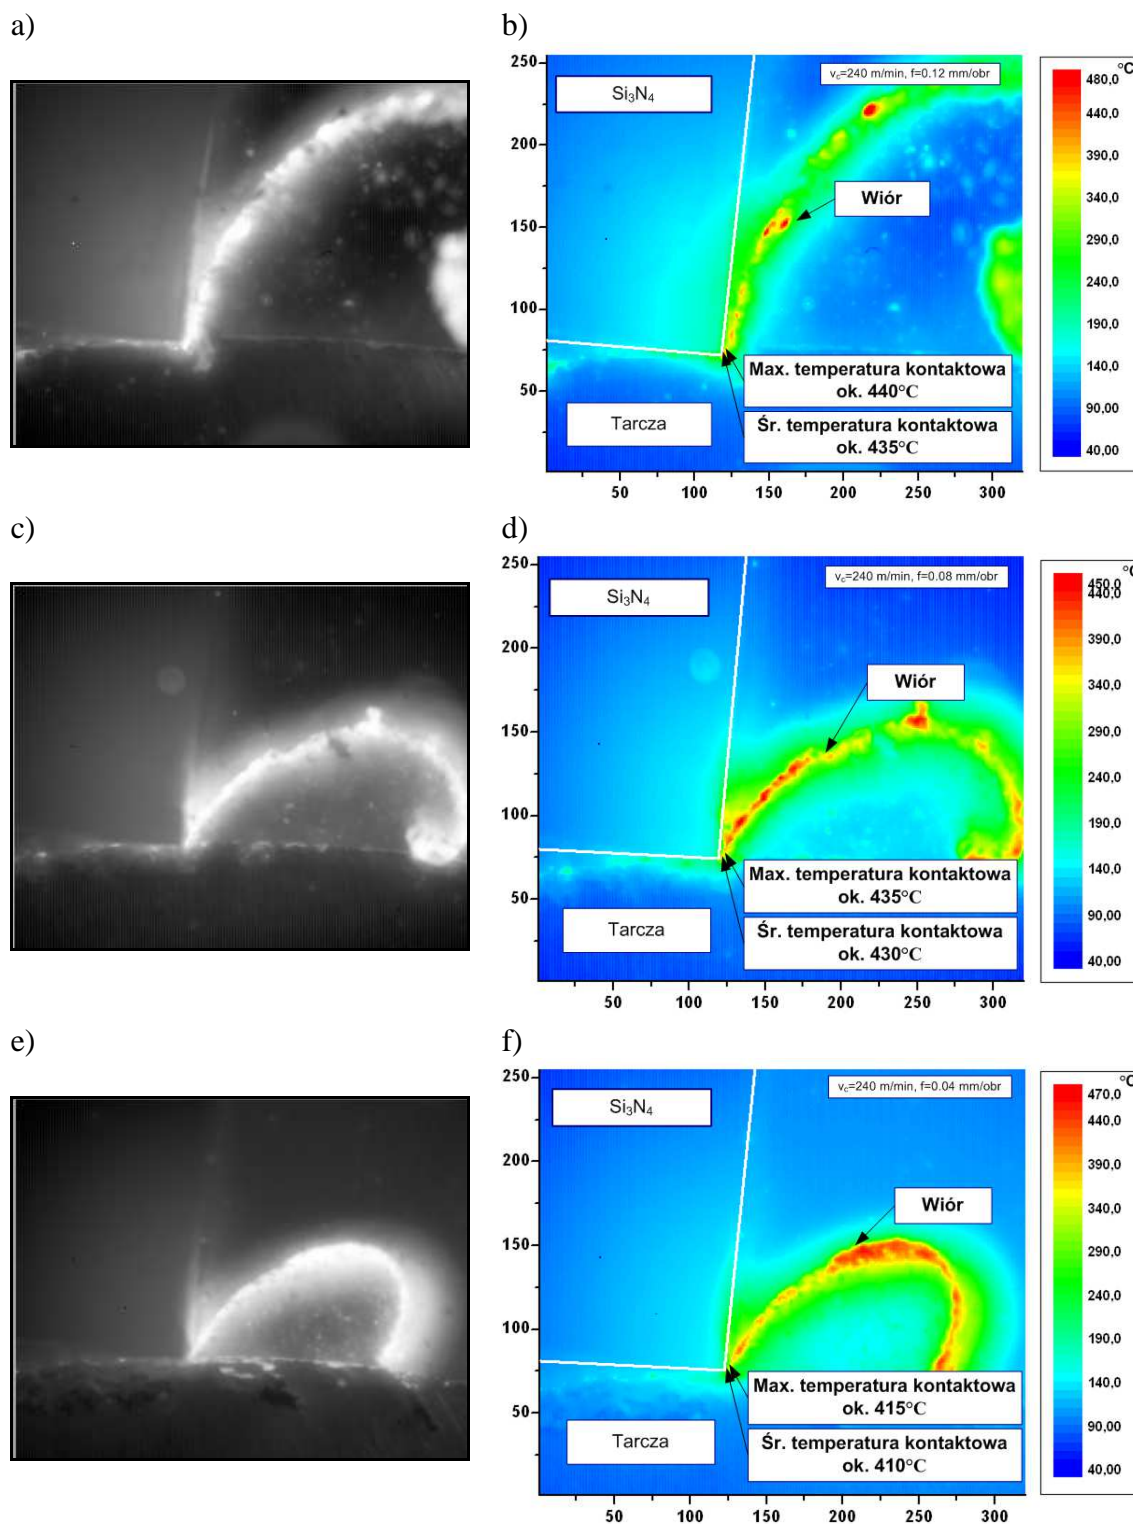 a)
b)
Si₃N₄
v_c=240 m/min, f=0.12 mm/obr
°C
250
200
150
100
50
50 100 150 200 250 300
Wiór
Max. temperatura kontaktowa
ok. 440°C
Śr. temperatura kontaktowa
ok. 435°C
Tarcza
480,0
440,0
390,0
340,0
290,0
240,0
190,0
140,0
90,00
40,00
c)
d)
Si₃N₄
v_c=240 m/min, f=0.08 mm/obr
°C
250
200
150
100
50
50 100 150 200 250 300
Wiór
Max. temperatura kontaktowa
ok. 435°C
Śr. temperatura kontaktowa
ok. 430°C
Tarcza
450,0
440,0
390,0
340,0
290,0
240,0
190,0
140,0
90,00
40,00
e)
f)
Si₃N₄
v_c=240 m/min, f=0.04 mm/obr
°C
250
200
150
100
50
50 100 150 200 250 300
Wiór
Max. temperatura kontaktowa
ok. 415°C
Śr. temperatura kontaktowa
ok. 410°C
Tarcza
470,0
440,0
390,0
340,0
290,0
240,0
190,0
140,0
90,00
40,00